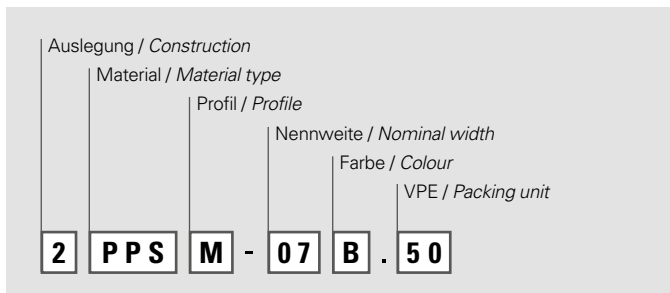 Auslegung / Construction
Material / Material type
Profil / Profile
Nennweite / Nominal width
Farbe / Colour
VPE / Packing unit
2 PPS M - 07 B . 50